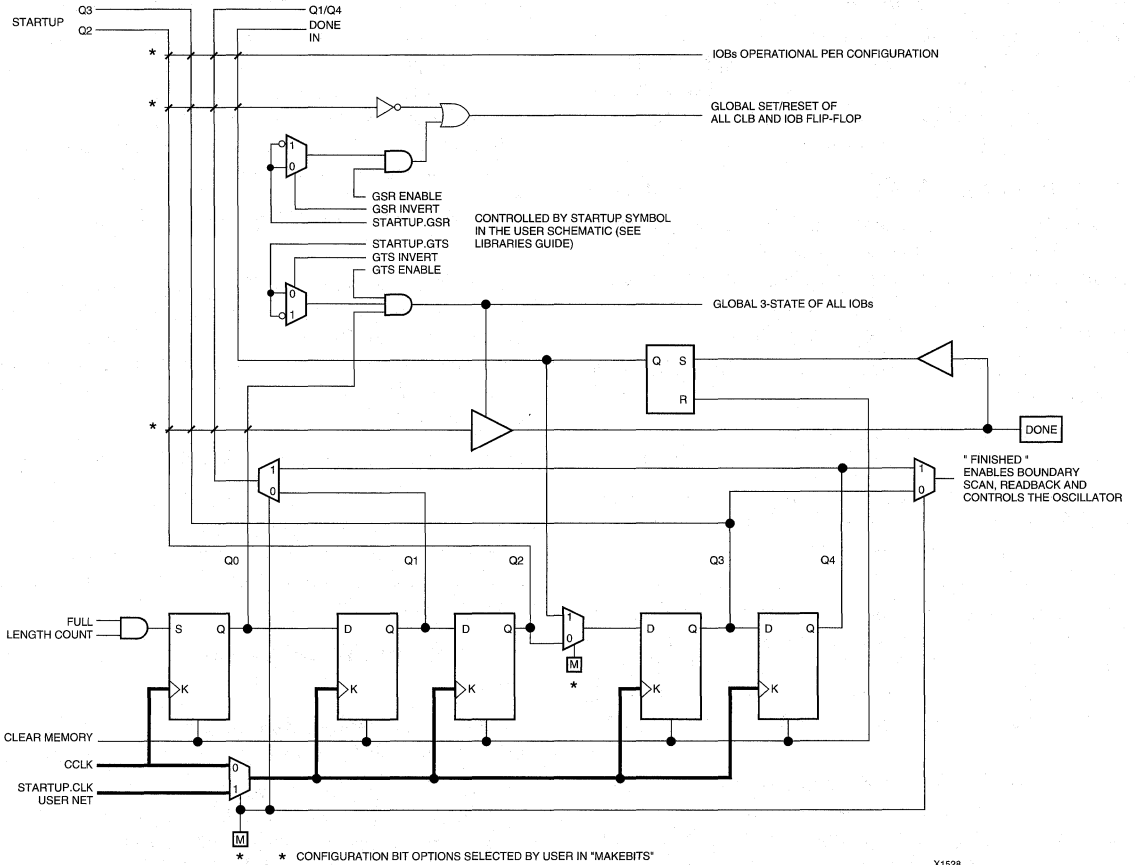 Q3
Q1/Q4
STARTUP
Q2
DONE
IN
*
IOBs OPERATIONAL PER CONFIGURATION
*
GLOBAL SET/RESET OF
ALL CLB AND IOB FLIP-FLOP
1
0
GSR ENABLE
GSR INVERT
STARTUP.GSR
CONTROLLED BY STARTUP SYMBOL
IN THE USER SCHEMATIC (SEE
LIBRARIES GUIDE)
STARTUP.GTS
GTS INVERT
GTS ENABLE
0
1
GLOBAL 3-STATE OF ALL IOBs
Q S
R
*
DONE
1
0
1
0
" FINISHED "
ENABLES BOUNDARY
SCAN, READBACK AND
CONTROLS THE OSCILLATOR
Q0
Q1
Q2
Q3
Q4
FULL
LENGTH COUNT
S Q
K
D Q
K
D Q
K
1
0
M
*
D Q
K
D Q
K
CLEAR MEMORY
CCLK
STARTUP.CLK
USER NET
0
1
M
*
* CONFIGURATION BIT OPTIONS SELECTED BY USER IN "MAKEBITS"
X1528